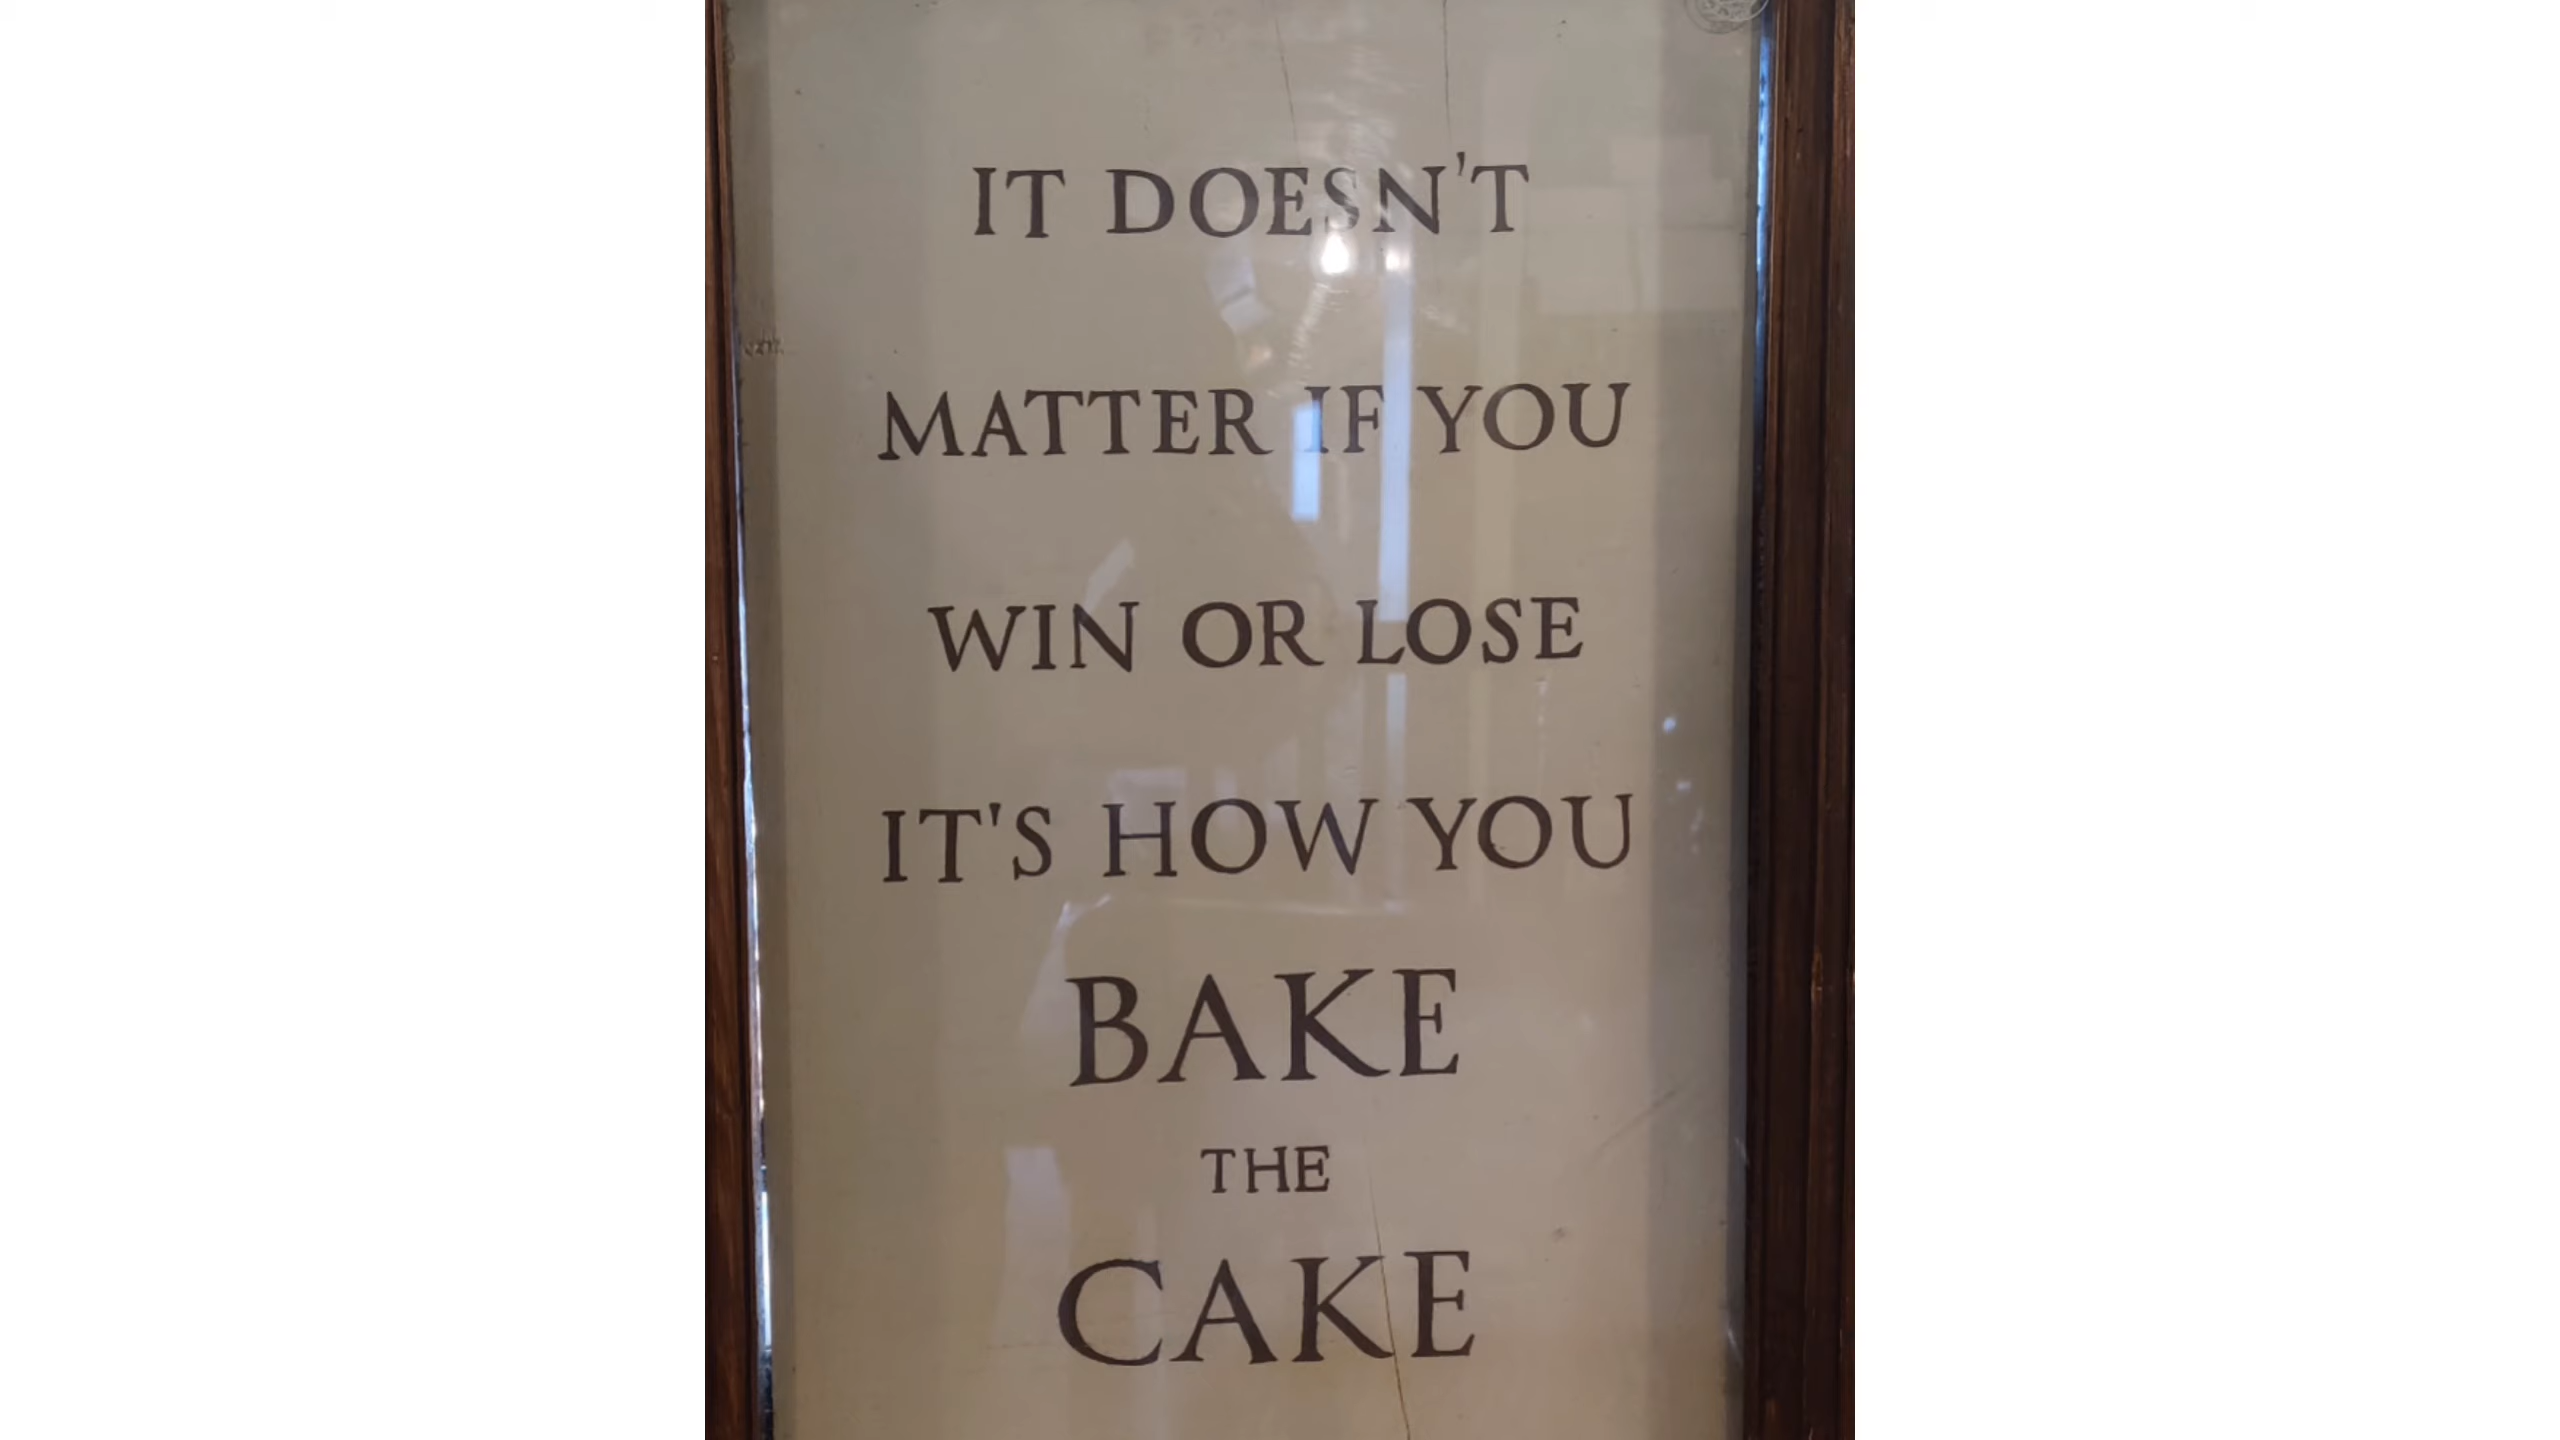 IT DOESN'T
MATTER IF YOU
WIN OR LOSE
IT'S HOW YOU
BAKE
THE
CAKE